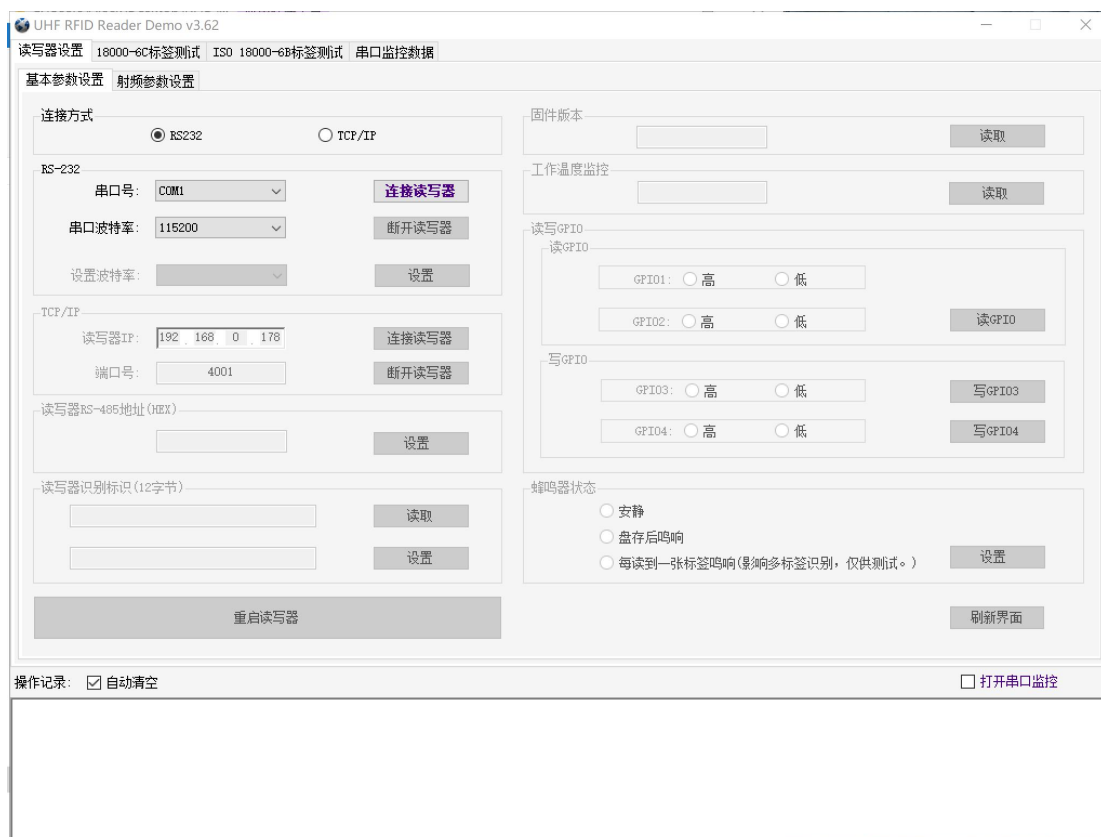 UHF RFID Reader Demo v3.62
读写器设置 18000-6C标签测试 ISO 18000-6B标签测试 串口监控数据
基本参数设置 射频参数设置
连接方式
RS232 TCP/IP
RS-232
串口号: COM1 连接读写器
串口波特率: 115200 断开读写器
设置波特率: 设置
TCP/IP
读写器IP: 192 . 168 . 0 . 178 连接读写器
端口号: 4001 断开读写器
读写器RS-485地址(HEX)
设置
读写器识别标识(12字节)
读取
设置
重启读写器
固件版本
读取
工作温度监控
读取
读写GPIO
读GPIO
GPIO1: 高 低
GPIO2: 高 低 读GPIO
写GPIO
GPIO3: 高 低 写GPIO3
GPIO4: 高 低 写GPIO4
蜂鸣器状态
安静
盘存后鸣响
每读到一张标签鸣响(影响多标签识别，仅供测试。) 设置
刷新界面
操作记录: 自动清空 打开串口监控